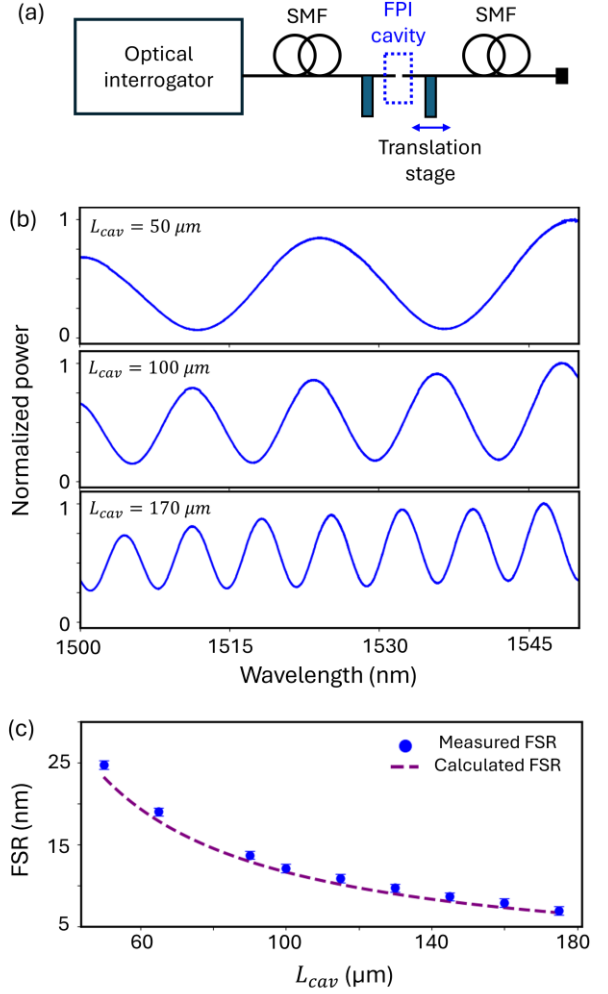 (a)
SMF
FPI
cavity
SMF
Optical
interrogator
Translation
stage
(b)
1
L_cav = 50 μm
0
1
L_cav = 100 μm
0
1
L_cav = 170 μm
0
Normalized power
1500
1515
1530
1545
Wavelength (nm)
(c)
25
15
5
FSR (nm)
Measured FSR
Calculated FSR
60
100
140
180
L_cav (μm)